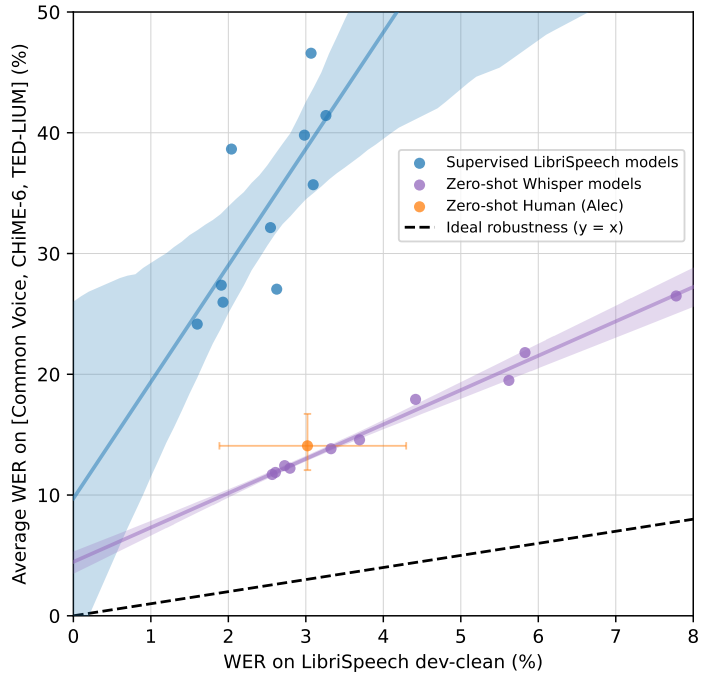 50
40
30
20
10
0
Average WER on [Common Voice, CHiME-6, TED-LIUM] (%)
Supervised LibriSpeech models
Zero-shot Whisper models
Zero-shot Human (Alec)
Ideal robustness (y = x)
0 1 2 3 4 5 6 7 8
WER on LibriSpeech dev-clean (%)